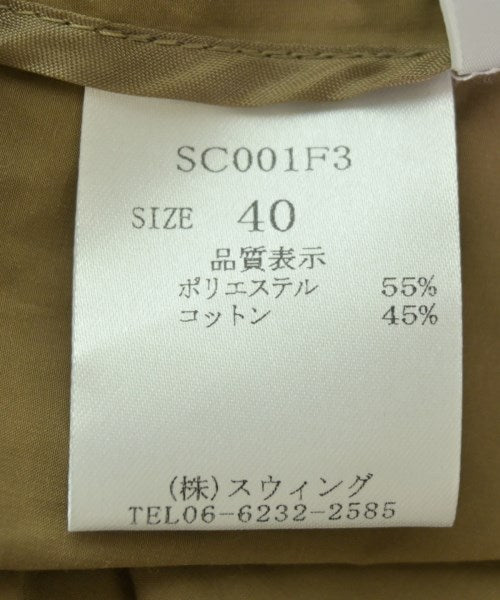 SC001F3
SIZE 40
品質表示
ポリエステル 55%
コットン 45%
(株)スウィング
TEL06-6232-2585